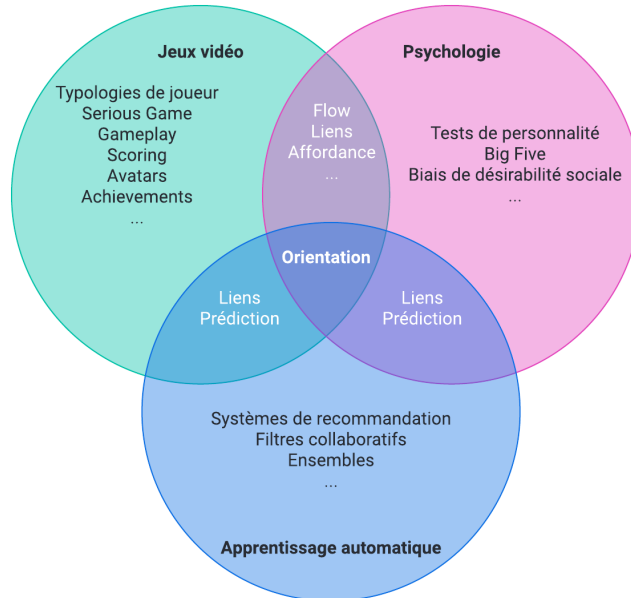 Jeux vidéo
Psychologie
Typologies de joueur
Serious Game
Gameplay
Scoring
Avatars
Achievements
...
Flow
Liens
Affordance
...
Tests de personnalité
Big Five
Biais de désirabilité sociale
...
Orientation
Liens
Prédiction
Liens
Prédiction
Systèmes de recommandation
Filtres collaboratifs
Ensembles
...
Apprentissage automatique